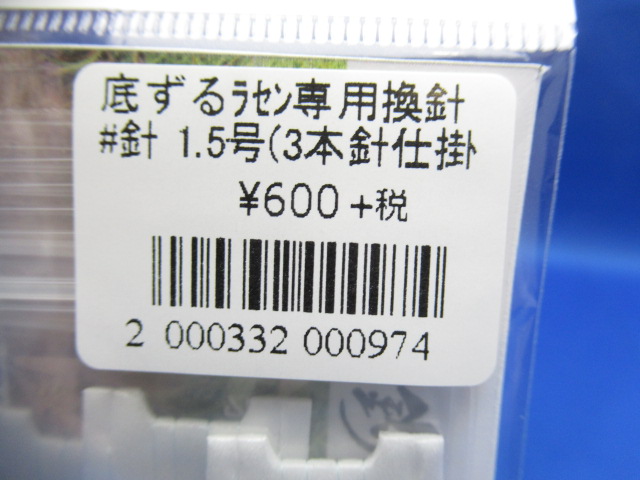 底ずるﾗｾﾝ専用換針
#針 1.5号(3本針仕掛
¥600+税
2 000332 000974